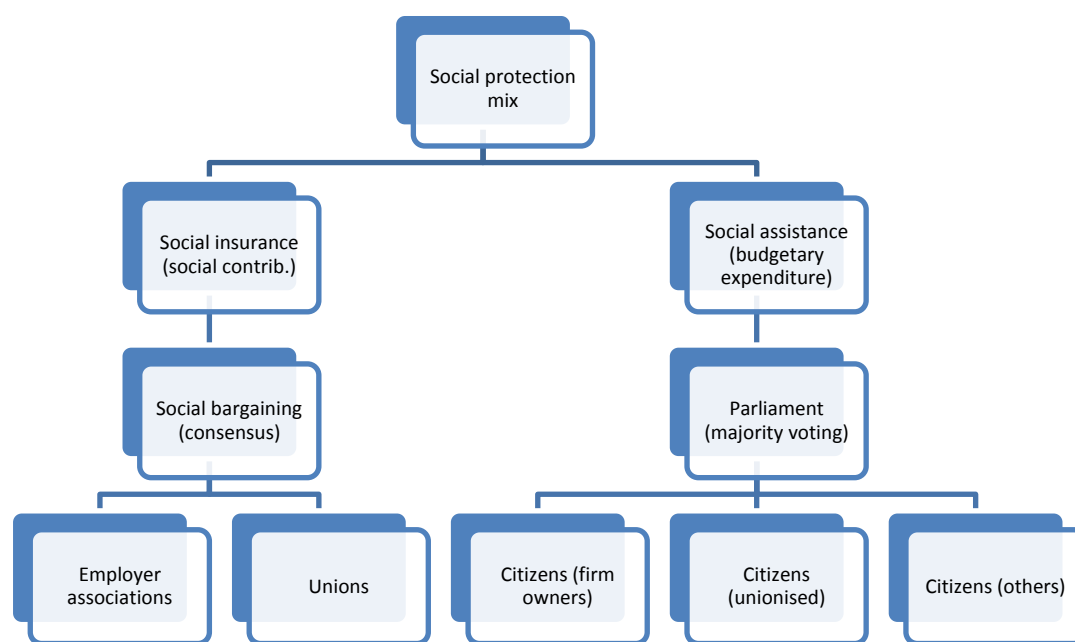 Social protection
mix
Social insurance
(social contrib.)
Social assistance
(budgetary
expenditure)
Social bargaining
(consensus)
Parliament
(majority voting)
Employer
associations
Unions
Citizens (firm
owners)
Citizens
(unionised)
Citizens (others)